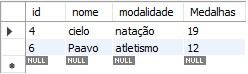 id nome modalidade Medalhas
4 cielo natação 19
6 Paavo atletismo 12
NULL NULL NULL NULL